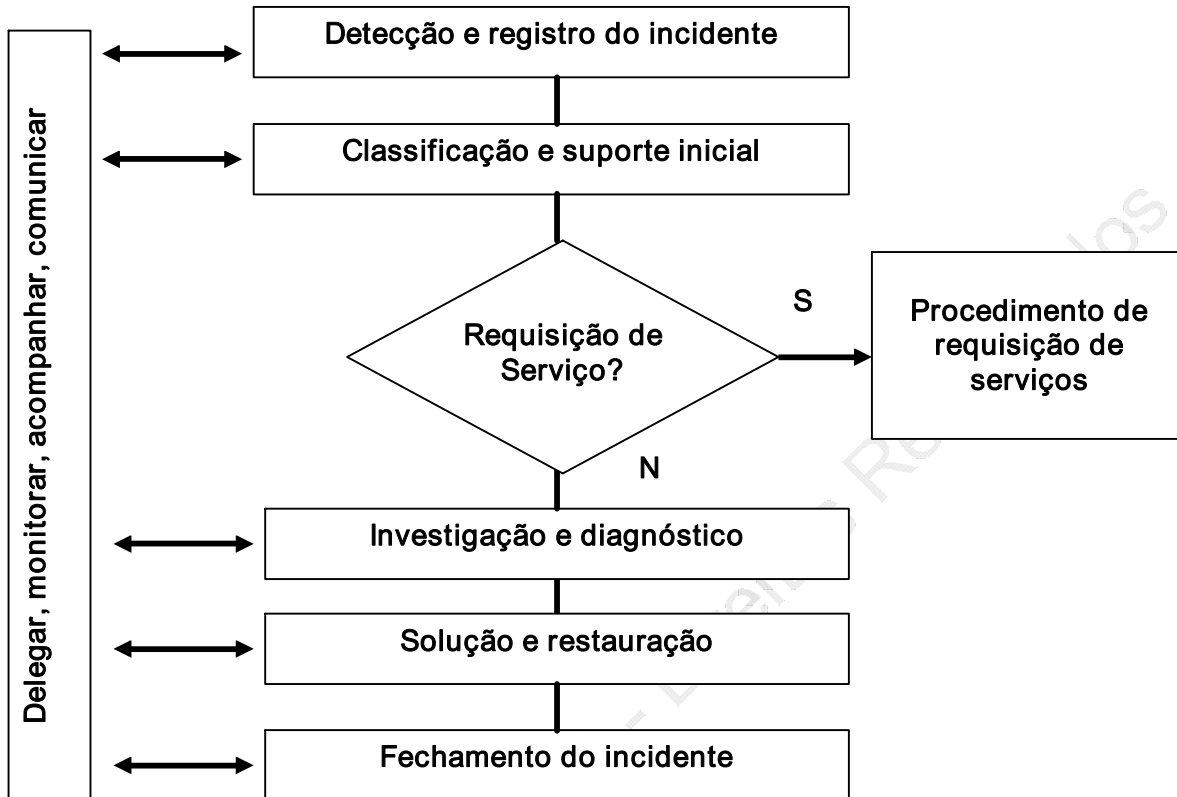 Detecção e registro do incidente
Classificação e suporte inicial
Delegar, monitorar, acompanhar, comunicar
Requisição de
Serviço?
S
Procedimento de
requisição de
serviços
N
Investigação e diagnóstico
Solução e restauração
Fechamento do incidente